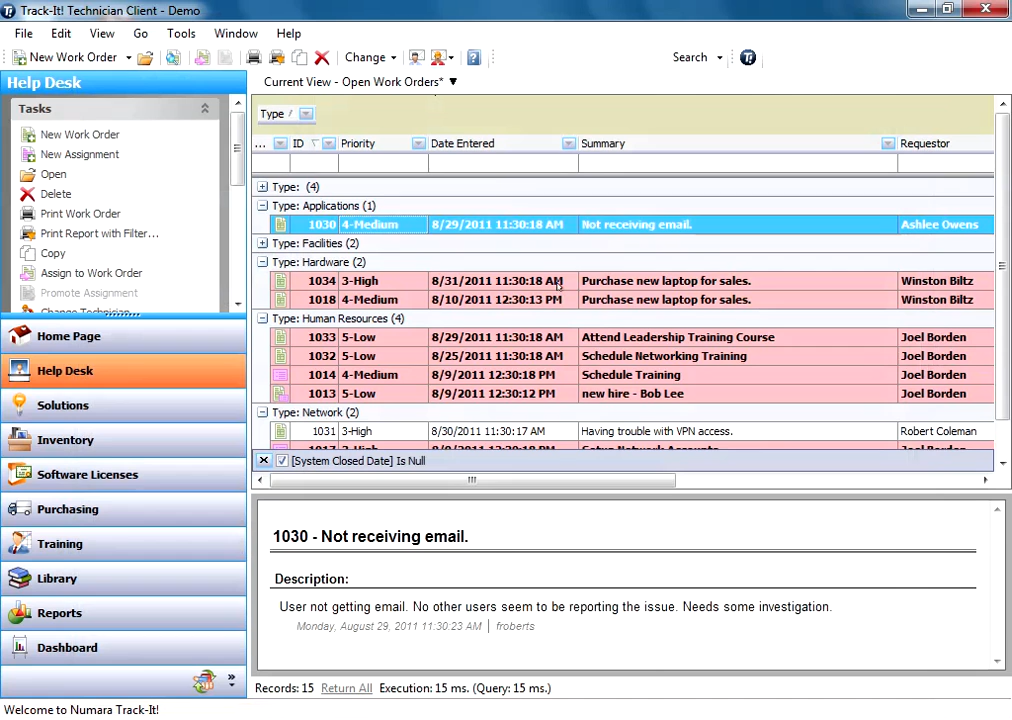 Track-It! Technician Client - Demo
File Edit View Go Tools Window Help
New Work Order Change Search
Help Desk
Current View - Open Work Orders*
Tasks
New Work Order
New Assignment
Open
Delete
Print Work Order
Print Report with Filter...
Copy
Assign to Work Order
Promote Assignment
Change Technician
Home Page
Help Desk
Solutions
Inventory
Software Licenses
Purchasing
Training
Library
Reports
Dashboard
Type /
... ID Priority Date Entered Summary Requestor
Type: (4)
Type: Applications (1)
1030 4-Medium 8/29/2011 11:30:18 AM Not receiving email. Ashlee Owens
Type: Facilities (2)
Type: Hardware (2)
1034 3-High 8/31/2011 11:30:18 AM Purchase new laptop for sales. Winston Biltz
1018 4-Medium 8/10/2011 12:30:13 PM Purchase new laptop for sales. Winston Biltz
Type: Human Resources (4)
1033 5-Low 8/29/2011 11:30:18 AM Attend Leadership Training Course Joel Borden
1032 5-Low 8/25/2011 11:30:18 AM Schedule Networking Training Joel Borden
1014 4-Medium 8/9/2011 12:30:18 PM Schedule Training Joel Borden
1013 5-Low 8/9/2011 12:30:12 PM new hire - Bob Lee Joel Borden
Type: Network (2)
1031 3-High 8/30/2011 11:30:17 AM Having trouble with VPN access. Robert Coleman
[System Closed Date] Is Null
1030 - Not receiving email.
Description:
User not getting email. No other users seem to be reporting the issue. Needs some investigation.
Monday, August 29, 2011 11:30:23 AM | froberts
Records: 15 Return All Execution: 15 ms. (Query: 15 ms.)
Welcome to Numara Track-It!